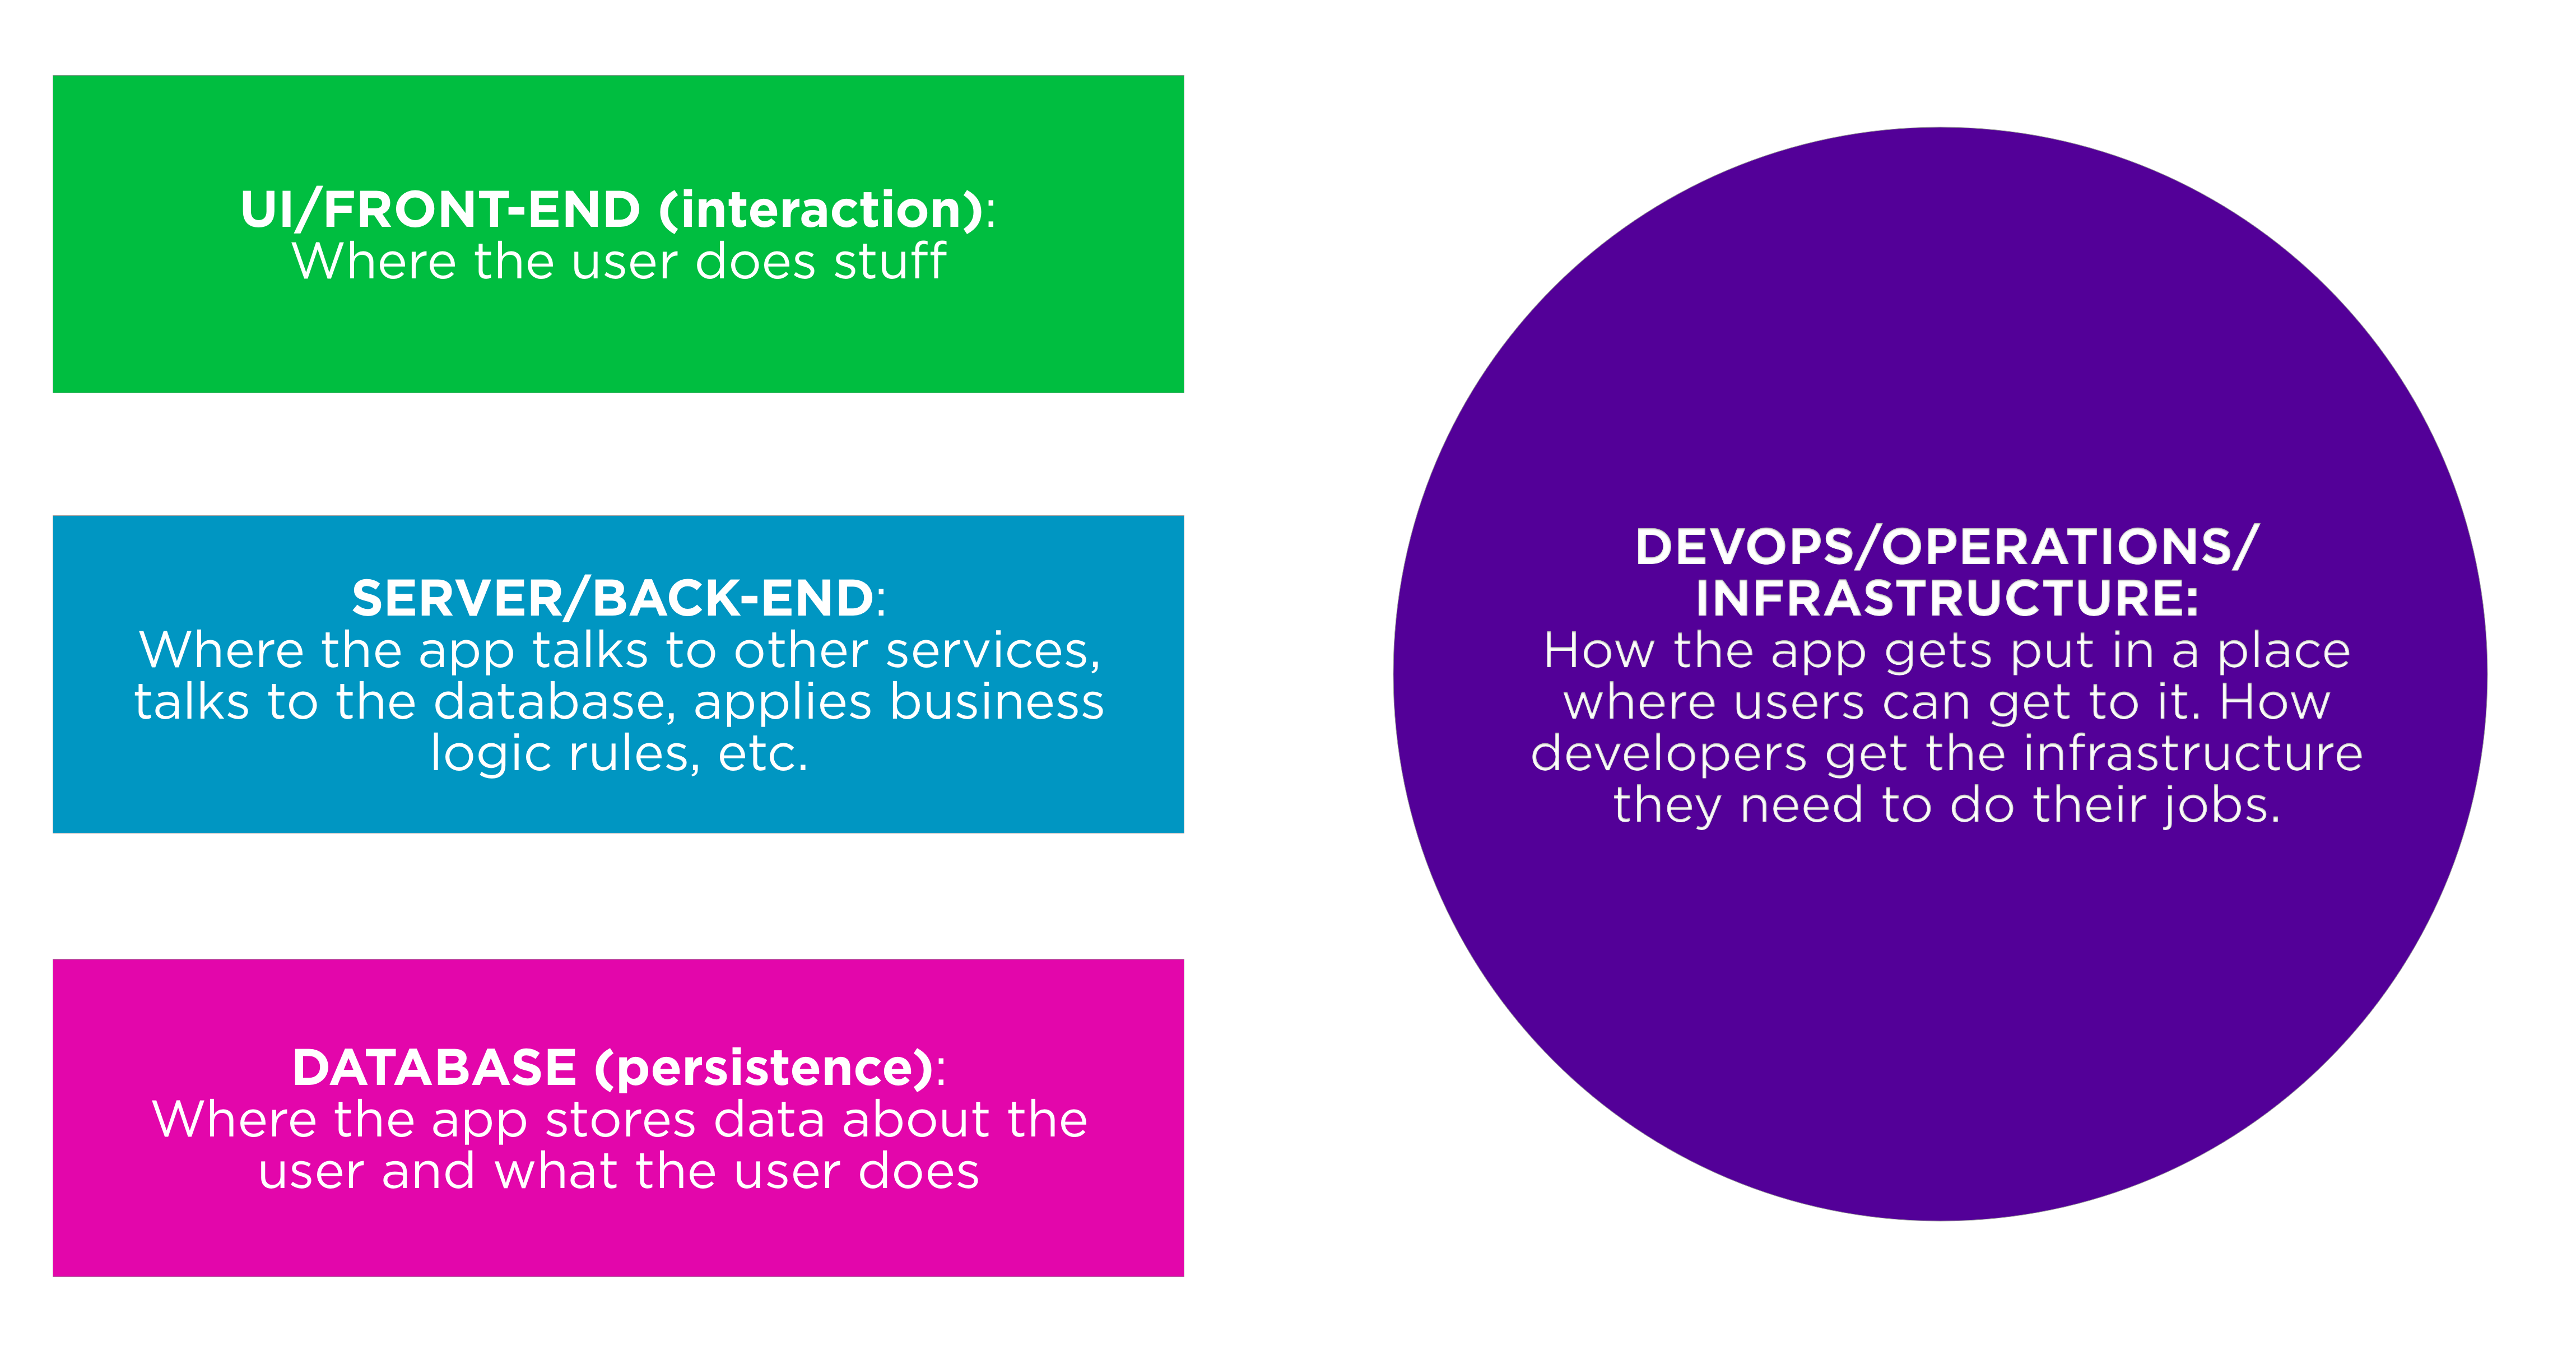 UI/FRONT-END (interaction):
Where the user does stuff
SERVER/BACK-END:
Where the app talks to other services,
talks to the database, applies business
logic rules, etc.
DATABASE (persistence):
Where the app stores data about the
user and what the user does
DEVOPS/OPERATIONS/
INFRASTRUCTURE:
How the app gets put in a place
where users can get to it. How
developers get the infrastructure
they need to do their jobs.